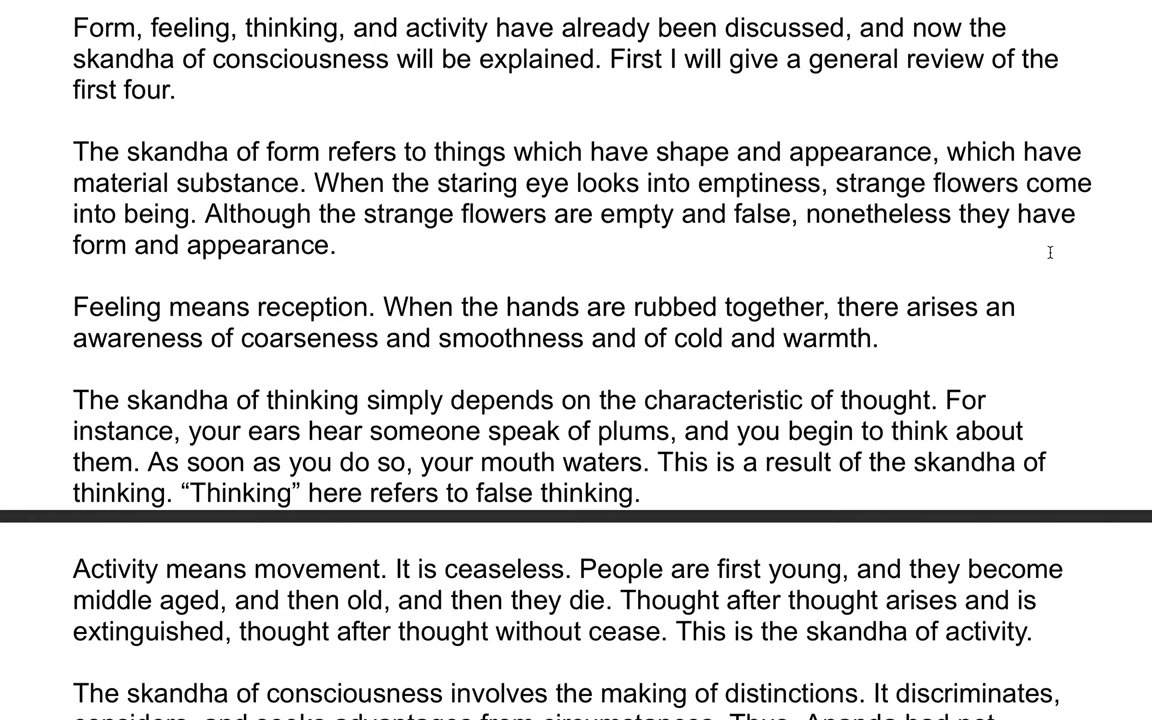 Form, feeling, thinking, and activity have already been discussed, and now the
skandha of consciousness will be explained. First I will give a general review of the
first four.
The skandha of form refers to things which have shape and appearance, which have
material substance. When the staring eye looks into emptiness, strange flowers come
into being. Although the strange flowers are empty and false, nonetheless they have
form and appearance.
Feeling means reception. When the hands are rubbed together, there arises an
awareness of coarseness and smoothness and of cold and warmth.
The skandha of thinking simply depends on the characteristic of thought. For
instance, your ears hear someone speak of plums, and you begin to think about
them. As soon as you do so, your mouth waters. This is a result of the skandha of
thinking. “Thinking” here refers to false thinking.
Activity means movement. It is ceaseless. People are first young, and they become
middle aged, and then old, and then they die. Thought after thought arises and is
extinguished, thought after thought without cease. This is the skandha of activity.
The skandha of consciousness involves the making of distinctions. It discriminates,
considers, and seeks advantages from circumstances. Thus, Ananda had not